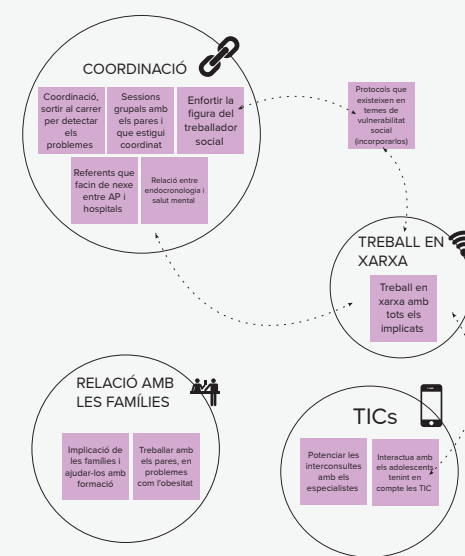 COORDINACIÓ
Coordinació,
sortir al carrer
per detectar
els
problemes
Sessions
grupals amb
els pares i
que estigui
coordinat
Enfortir la
figura del
treballador
social
Referents que
facin de nexe
entre AP i
hospitals
Relació entre
endocronologia i
salut mental
Protocols que
existeixen en
temes de
vulnerabilitat
social
(incorporarlos)
TREBALL EN
XARXA
Treball en
xarxa amb
tots els
implicats
RELACIÓ AMB
LES FAMÍLIES
Implicació de
les famílies i
ajudar-los amb
formació
Treballar amb
els pares, en
problemes
com l'obesitat
TICs
Potenciar les
interconsultes
amb els
especialistes
Interactua amb
els adolescents
tenint en
compte les TIC